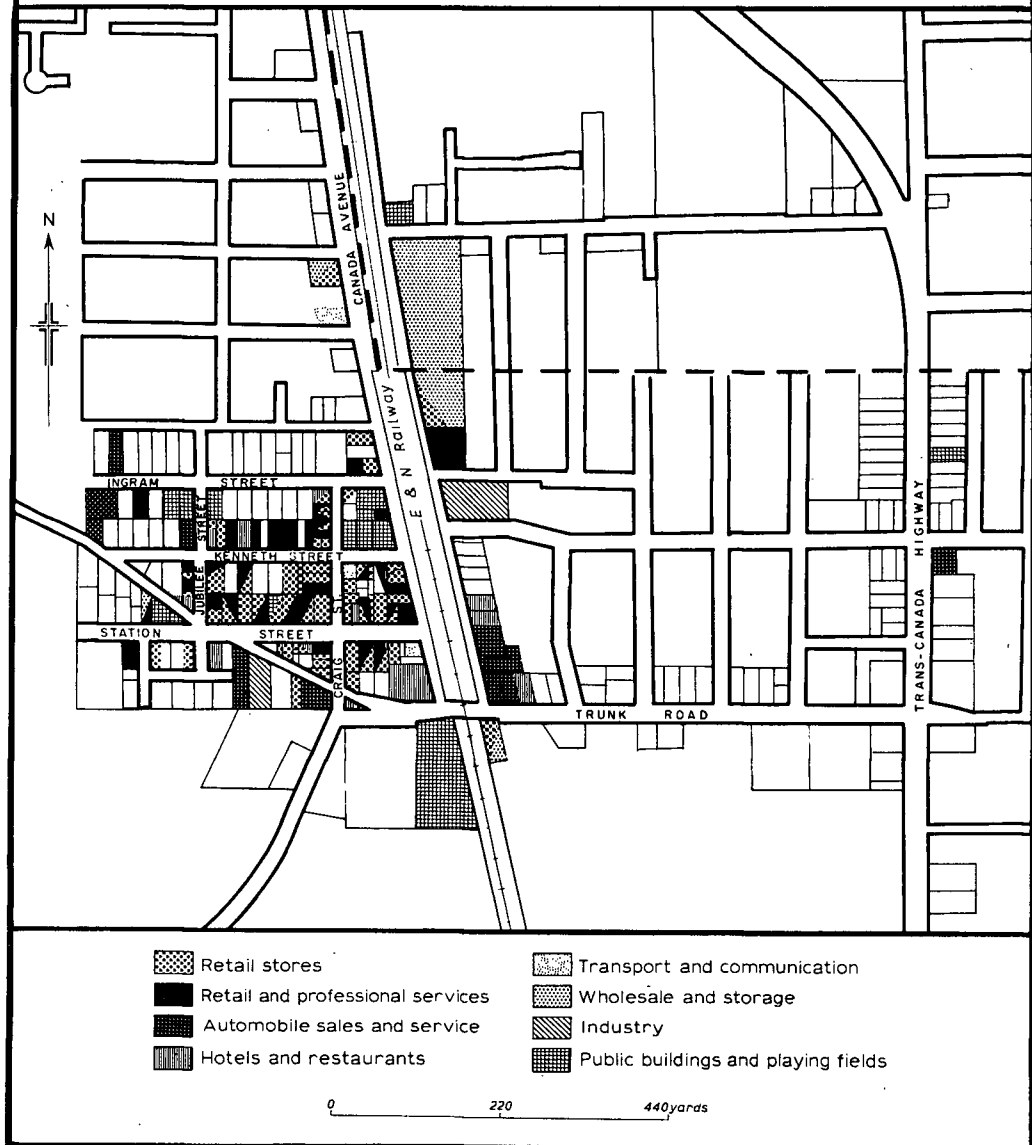 N
CANADA AVENUE
E & N Railway
INGRAM STREET
STREET
KENNETH STREET
JUBILEE
ST.
STATION STREET
CRAIG
TRUNK ROAD
TRANS-CANADA HIGHWAY
Retail stores
Retail and professional services
Automobile sales and service
Hotels and restaurants
Transport and communication
Wholesale and storage
Industry
Public buildings and playing fields
0 220 440 yards